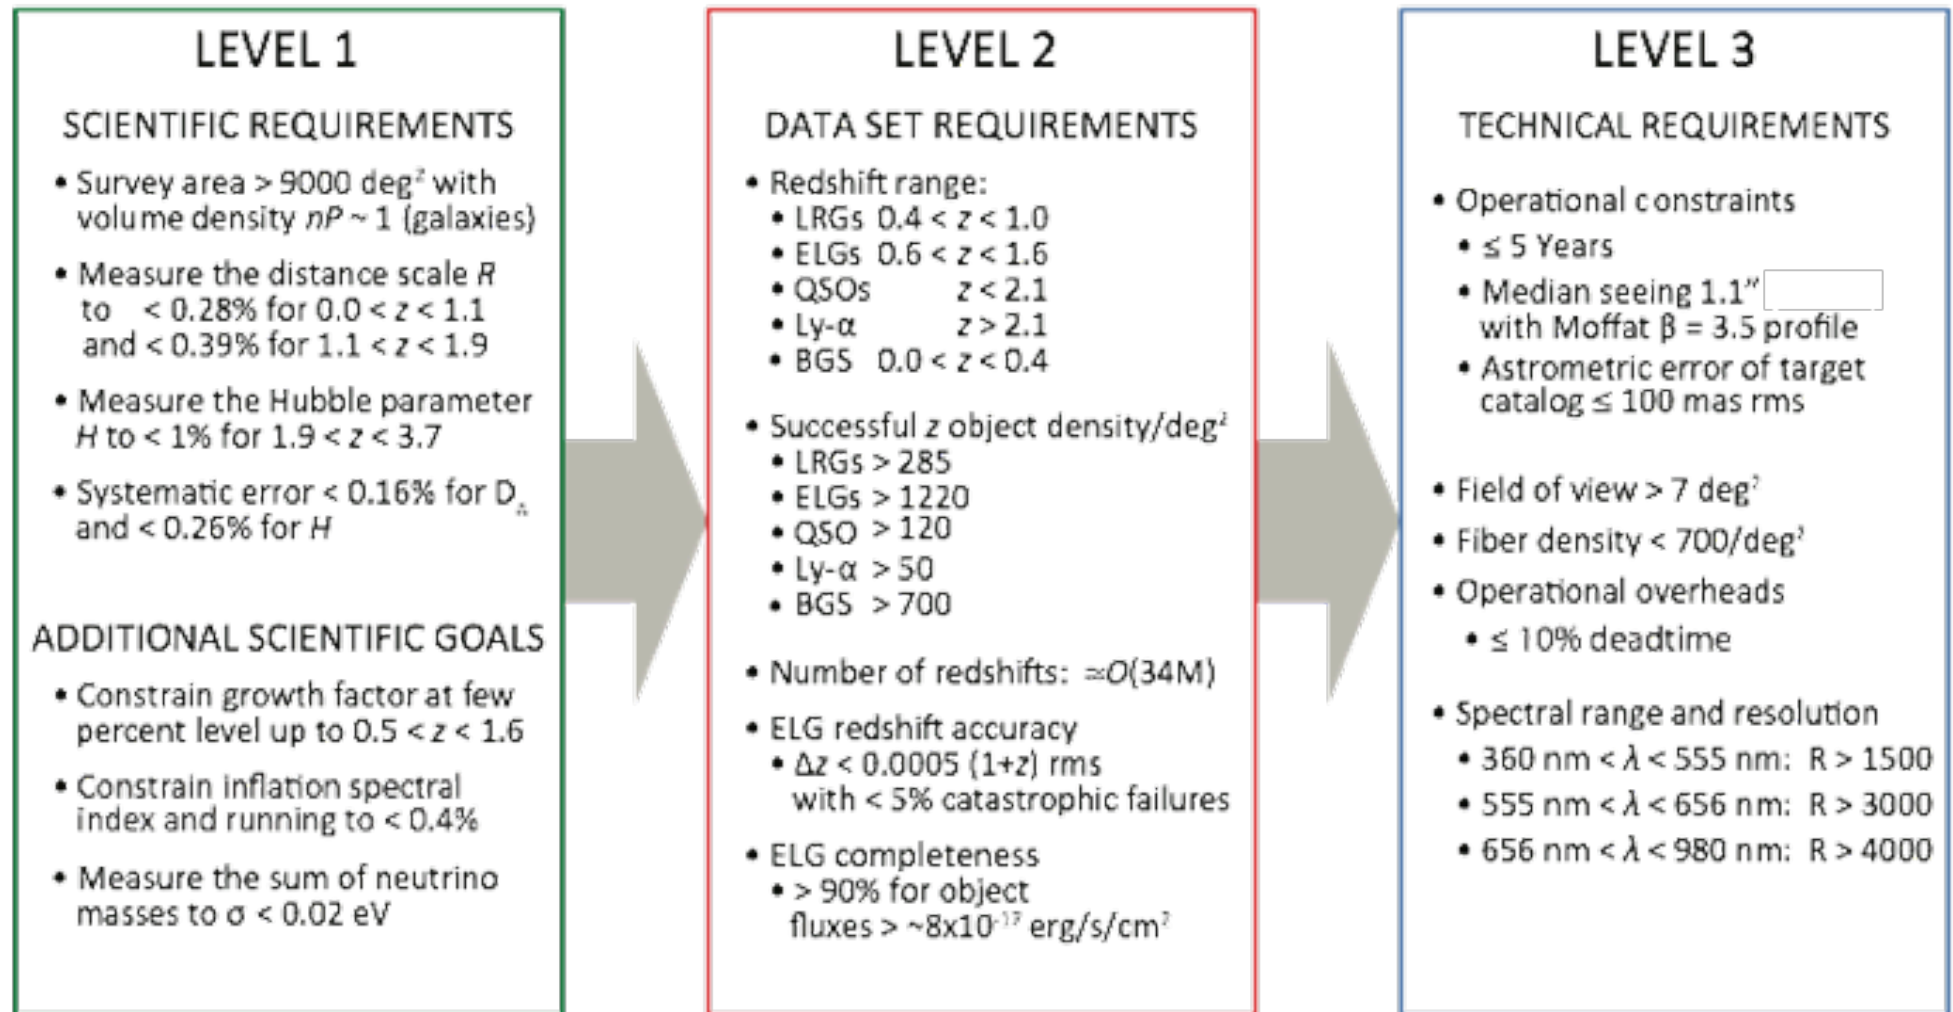 LEVEL 1
SCIENTIFIC REQUIREMENTS
• Survey area > 9000 deg² with
volume density nP ~ 1 (galaxies)
• Measure the distance scale R
to < 0.28% for 0.0 < z < 1.1
and < 0.39% for 1.1 < z < 1.9
• Measure the Hubble parameter
H to < 1% for 1.9 < z < 3.7
• Systematic error < 0.16% for D_A
and < 0.26% for H
ADDITIONAL SCIENTIFIC GOALS
• Constrain growth factor at few
percent level up to 0.5 < z < 1.6
• Constrain inflation spectral
index and running to < 0.4%
• Measure the sum of neutrino
masses to σ < 0.02 eV
LEVEL 2
DATA SET REQUIREMENTS
• Redshift range:
• LRGs 0.4 < z < 1.0
• ELGs 0.6 < z < 1.6
• QSOs z < 2.1
• Ly-α z > 2.1
• BGS 0.0 < z < 0.4
• Successful z object density/deg²
• LRGs > 285
• ELGs > 1220
• QSO > 120
• Ly-α > 50
• BGS > 700
• Number of redshifts: ≃O(34M)
• ELG redshift accuracy
• Δz < 0.0005 (1+z) rms
with < 5% catastrophic failures
• ELG completeness
• > 90% for object
fluxes > ~8x10⁻¹⁷ erg/s/cm²
LEVEL 3
TECHNICAL REQUIREMENTS
• Operational constraints
• ≤ 5 Years
• Median seeing 1.1"
with Moffat β = 3.5 profile
• Astrometric error of target
catalog ≤ 100 mas rms
• Field of view > 7 deg²
• Fiber density < 700/deg²
• Operational overheads
• ≤ 10% deadtime
• Spectral range and resolution
• 360 nm < λ < 555 nm: R > 1500
• 555 nm < λ < 656 nm: R > 3000
• 656 nm < λ < 980 nm: R > 4000